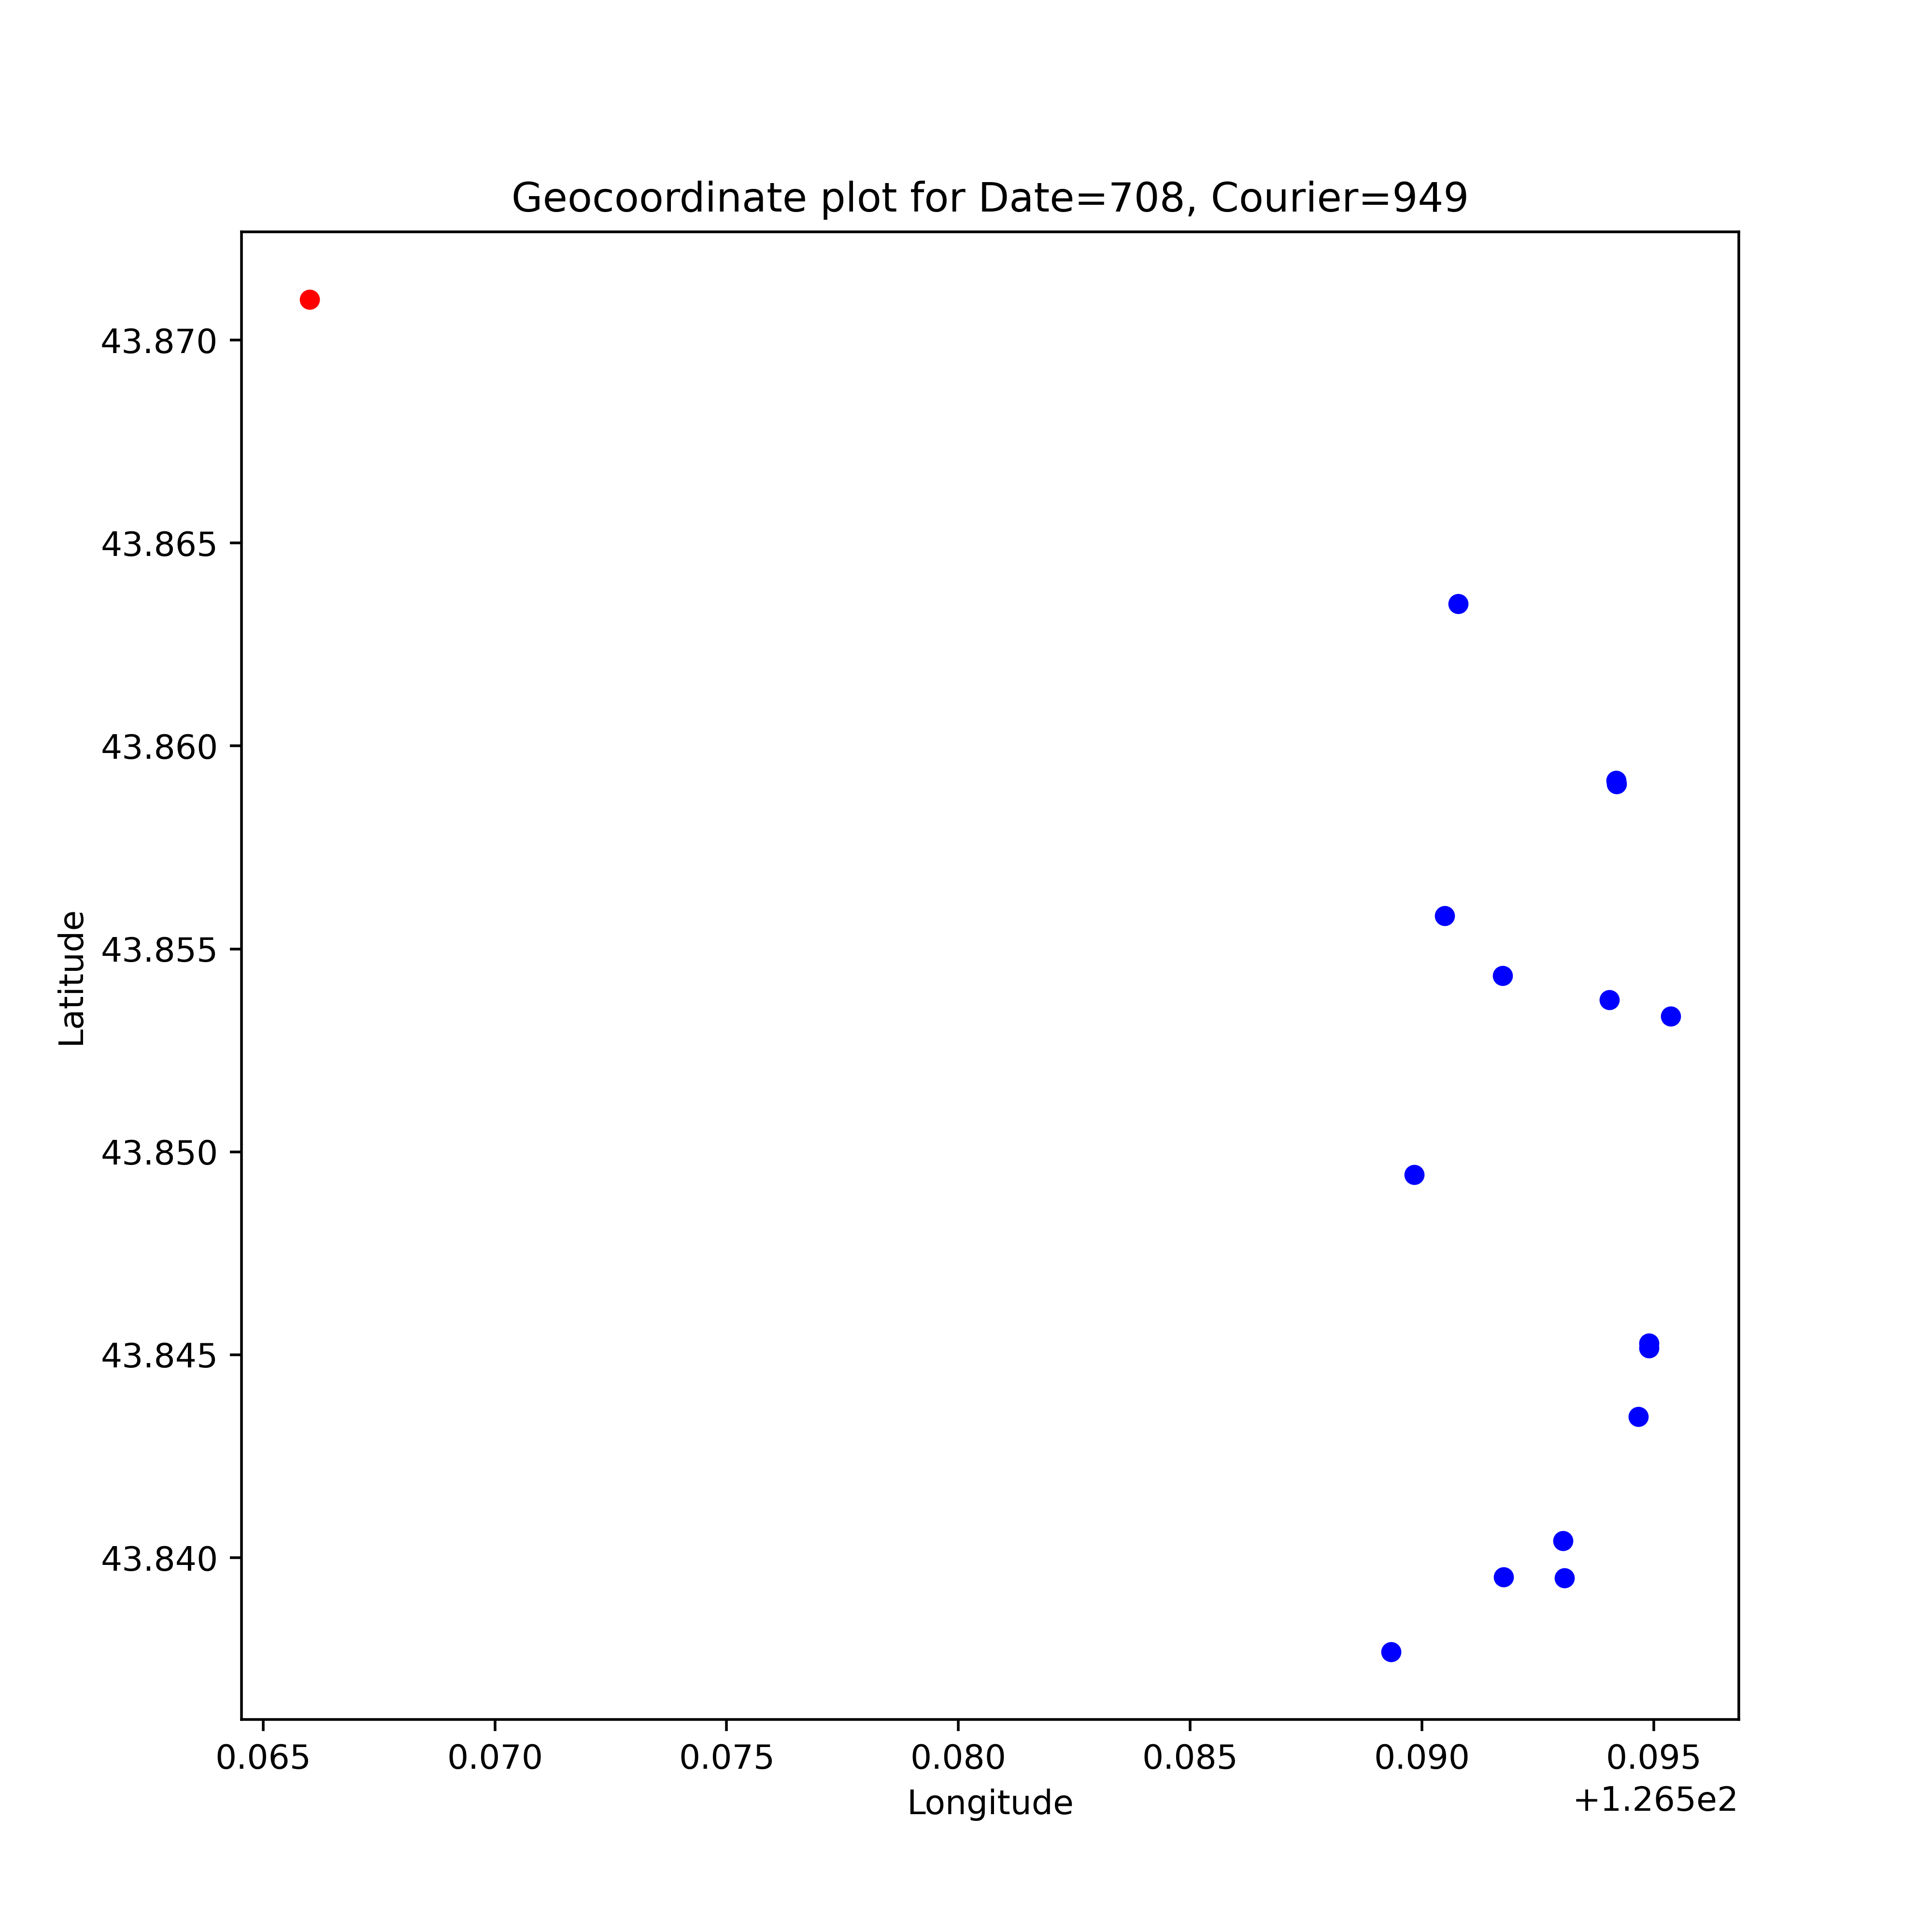 Geocoordinate plot for Date=708, Courier=949
43.870
43.865
43.860
43.855
43.850
43.845
43.840
Latitude
0.065 0.070 0.075 0.080 0.085 0.090 0.095
+1.265e2
Longitude